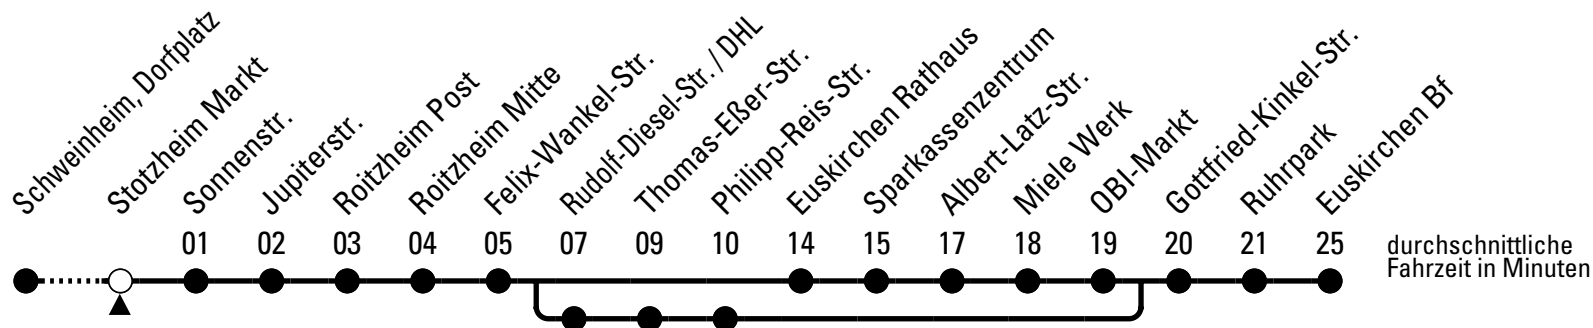 Schweinheim, Dorfplatz
Stotzheim Markt
Sonnenstr.
Jupiterstr.
Roitzheim Post
Roitzheim Mitte
Felix-Wankel-Str.
Rudolf-Diesel-Str. / DHL
Thomas-Eßer-Str.
Philipp-Reis-Str.
Euskirchen Rathaus
Sparkassenzentrum
Albert-Latz-Str.
Miele Werk
OBI-Markt
Gottfried-Kinkel-Str.
Ruhrpark
Euskirchen Bf
01 02 03 04 05 07 09 10 14 15 17 18 19 20 21 25
durchschnittliche
Fahrzeit in Minuten